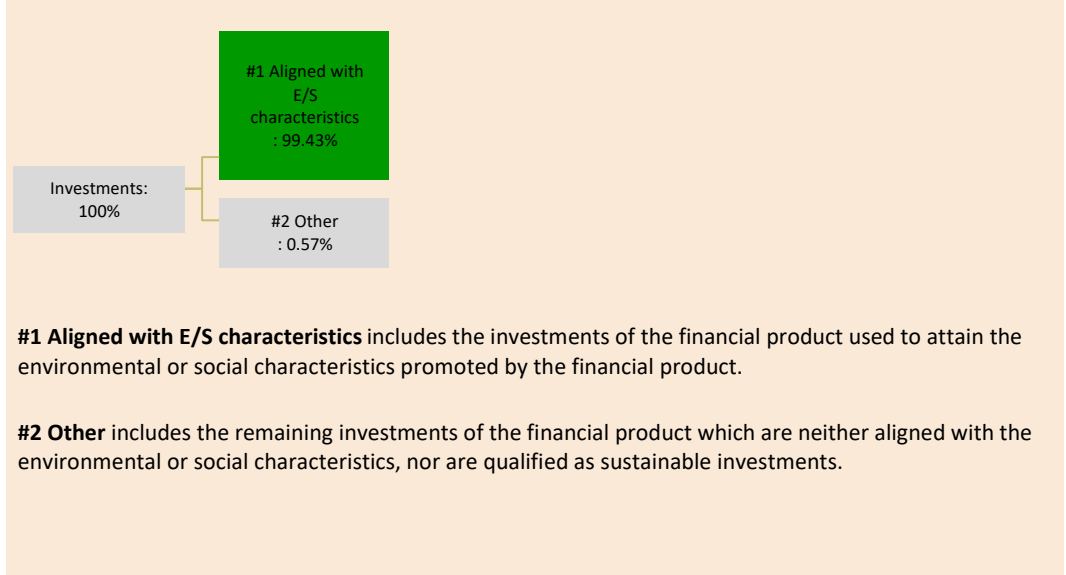 #1 Aligned with
E/S
characteristics
: 99.43%
Investments:
100%
#2 Other
: 0.57%
#1 Aligned with E/S characteristics includes the investments of the financial product used to attain the
environmental or social characteristics promoted by the financial product.
#2 Other includes the remaining investments of the financial product which are neither aligned with the
environmental or social characteristics, nor are qualified as sustainable investments.